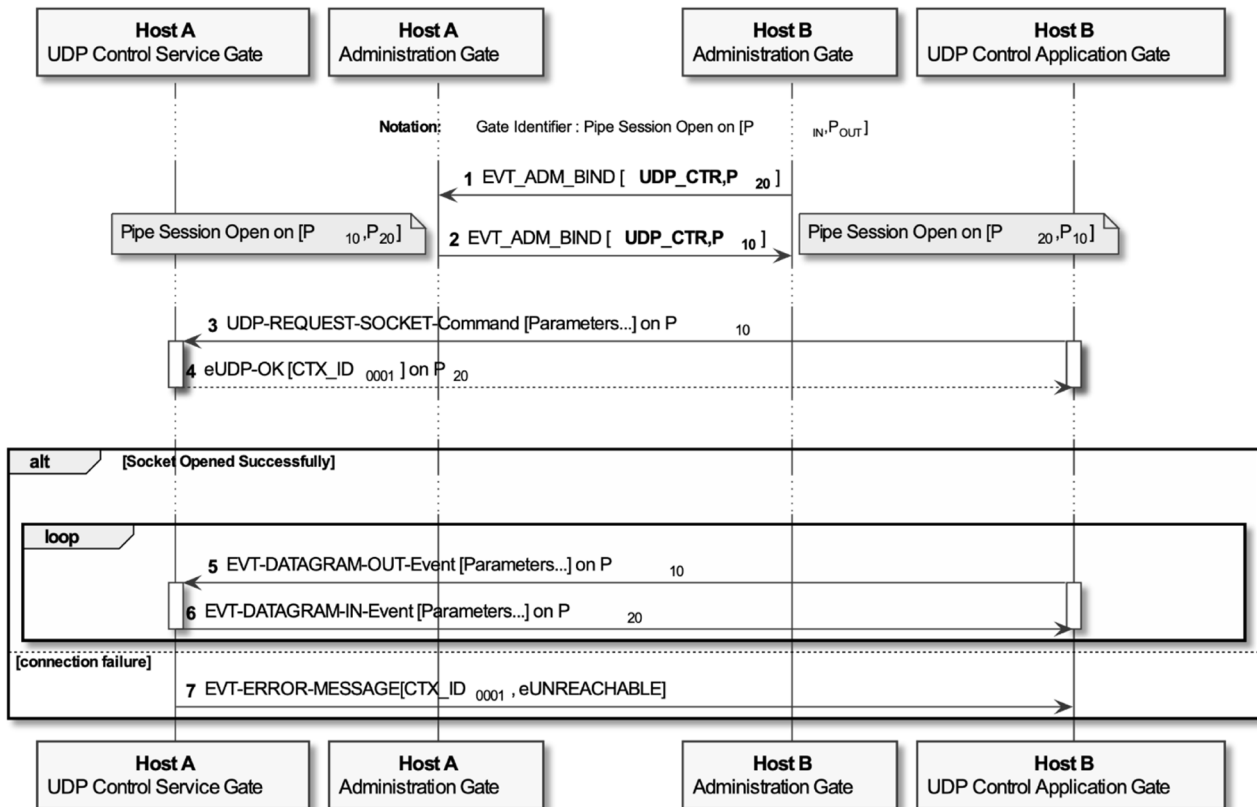 Host A
UDP Control Service Gate
Host A
Administration Gate
Host B
Administration Gate
Host B
UDP Control Application Gate
Notation: Gate Identifier : Pipe Session Open on [P IN,POUT]
1 EVT_ADM_BIND [ UDP_CTR,P 20 ]
Pipe Session Open on [P 10,P20]
2 EVT_ADM_BIND [ UDP_CTR,P 10 ]
Pipe Session Open on [P 20,P10]
3 UDP-REQUEST-SOCKET-Command [Parameters...] on P 10
4 eUDP-OK [CTX_ID 0001 ] on P 20
alt [Socket Opened Successfully]
loop
5 EVT-DATAGRAM-OUT-Event [Parameters...] on P 10
6 EVT-DATAGRAM-IN-Event [Parameters...] on P 20
[connection failure]
7 EVT-ERROR-MESSAGE[CTX_ID 0001 , eUNREACHABLE]
Host A
UDP Control Service Gate
Host A
Administration Gate
Host B
Administration Gate
Host B
UDP Control Application Gate